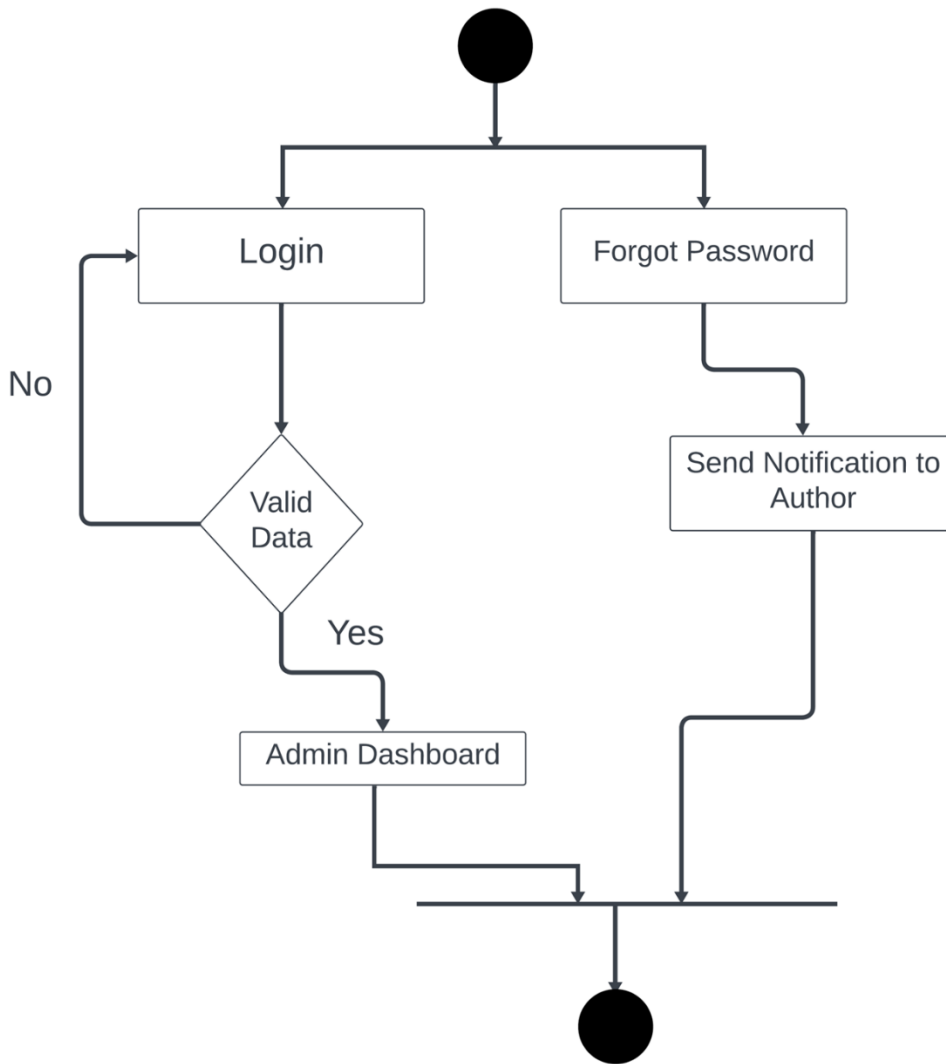 Login
Forgot Password
No
Send Notification to
Author
Valid
Data
Yes
Admin Dashboard